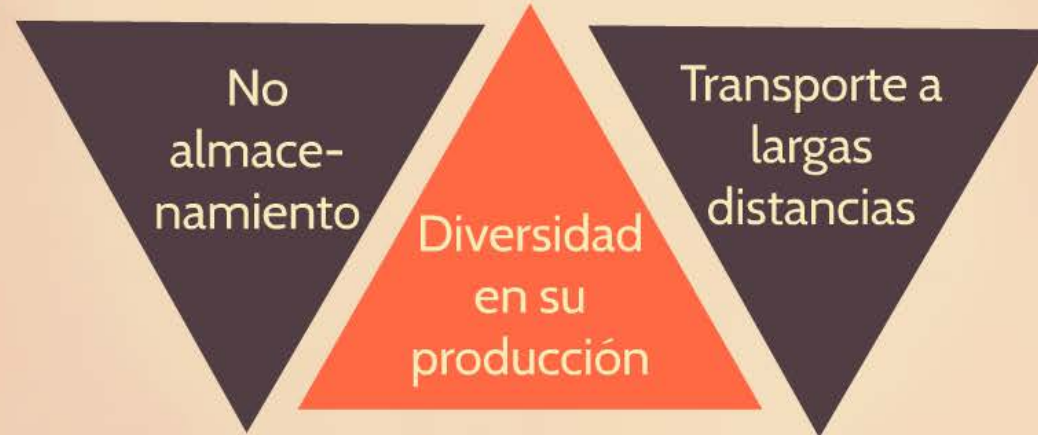 No
almace-
namiento
Diversidad
en su
producción
Transporte a
largas
distancias